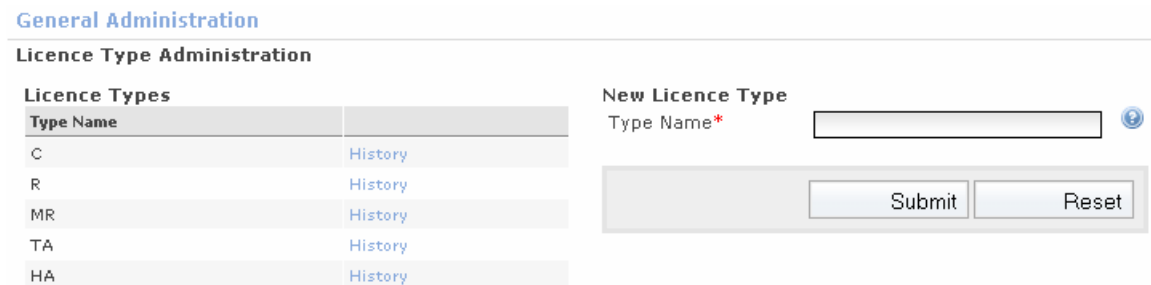 General Administration
Licence Type Administration
Licence Types
Type Name
C History
R History
MR History
TA History
HA History
New Licence Type
Type Name*
?
Submit Reset